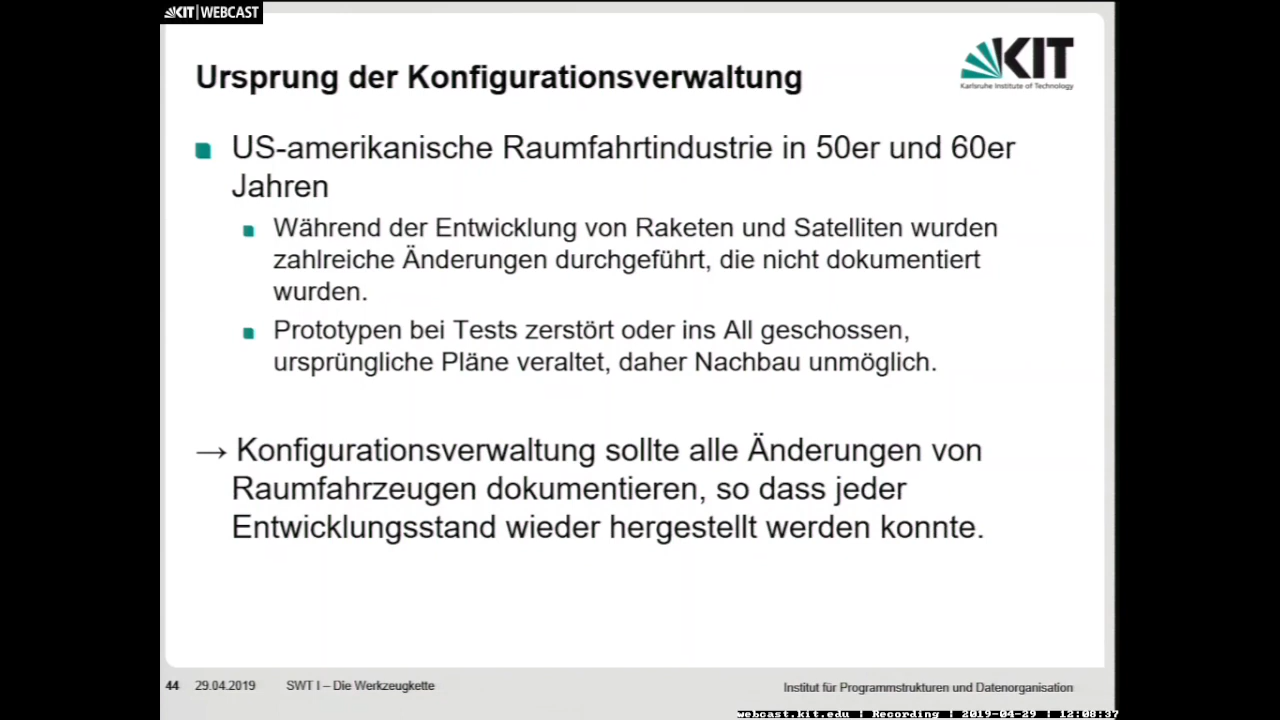 KIT | WEBCAST
Ursprung der Konfigurationsverwaltung
KIT
Karlsruhe Institute of Technology
US-amerikanische Raumfahrtindustrie in 50er und 60er
Jahren
Während der Entwicklung von Raketen und Satelliten wurden
zahlreiche Änderungen durchgeführt, die nicht dokumentiert
wurden.
Prototypen bei Tests zerstört oder ins All geschossen,
ursprüngliche Pläne veraltet, daher Nachbau unmöglich.
→ Konfigurationsverwaltung sollte alle Änderungen von
Raumfahrzeugen dokumentieren, so dass jeder
Entwicklungsstand wieder hergestellt werden konnte.
44 29.04.2019 SWT I – Die Werkzeugkette
Institut für Programmstrukturen und Datenorganisation
webcast.kit.edu | Recording | 2019-04-29 | 12:08:37